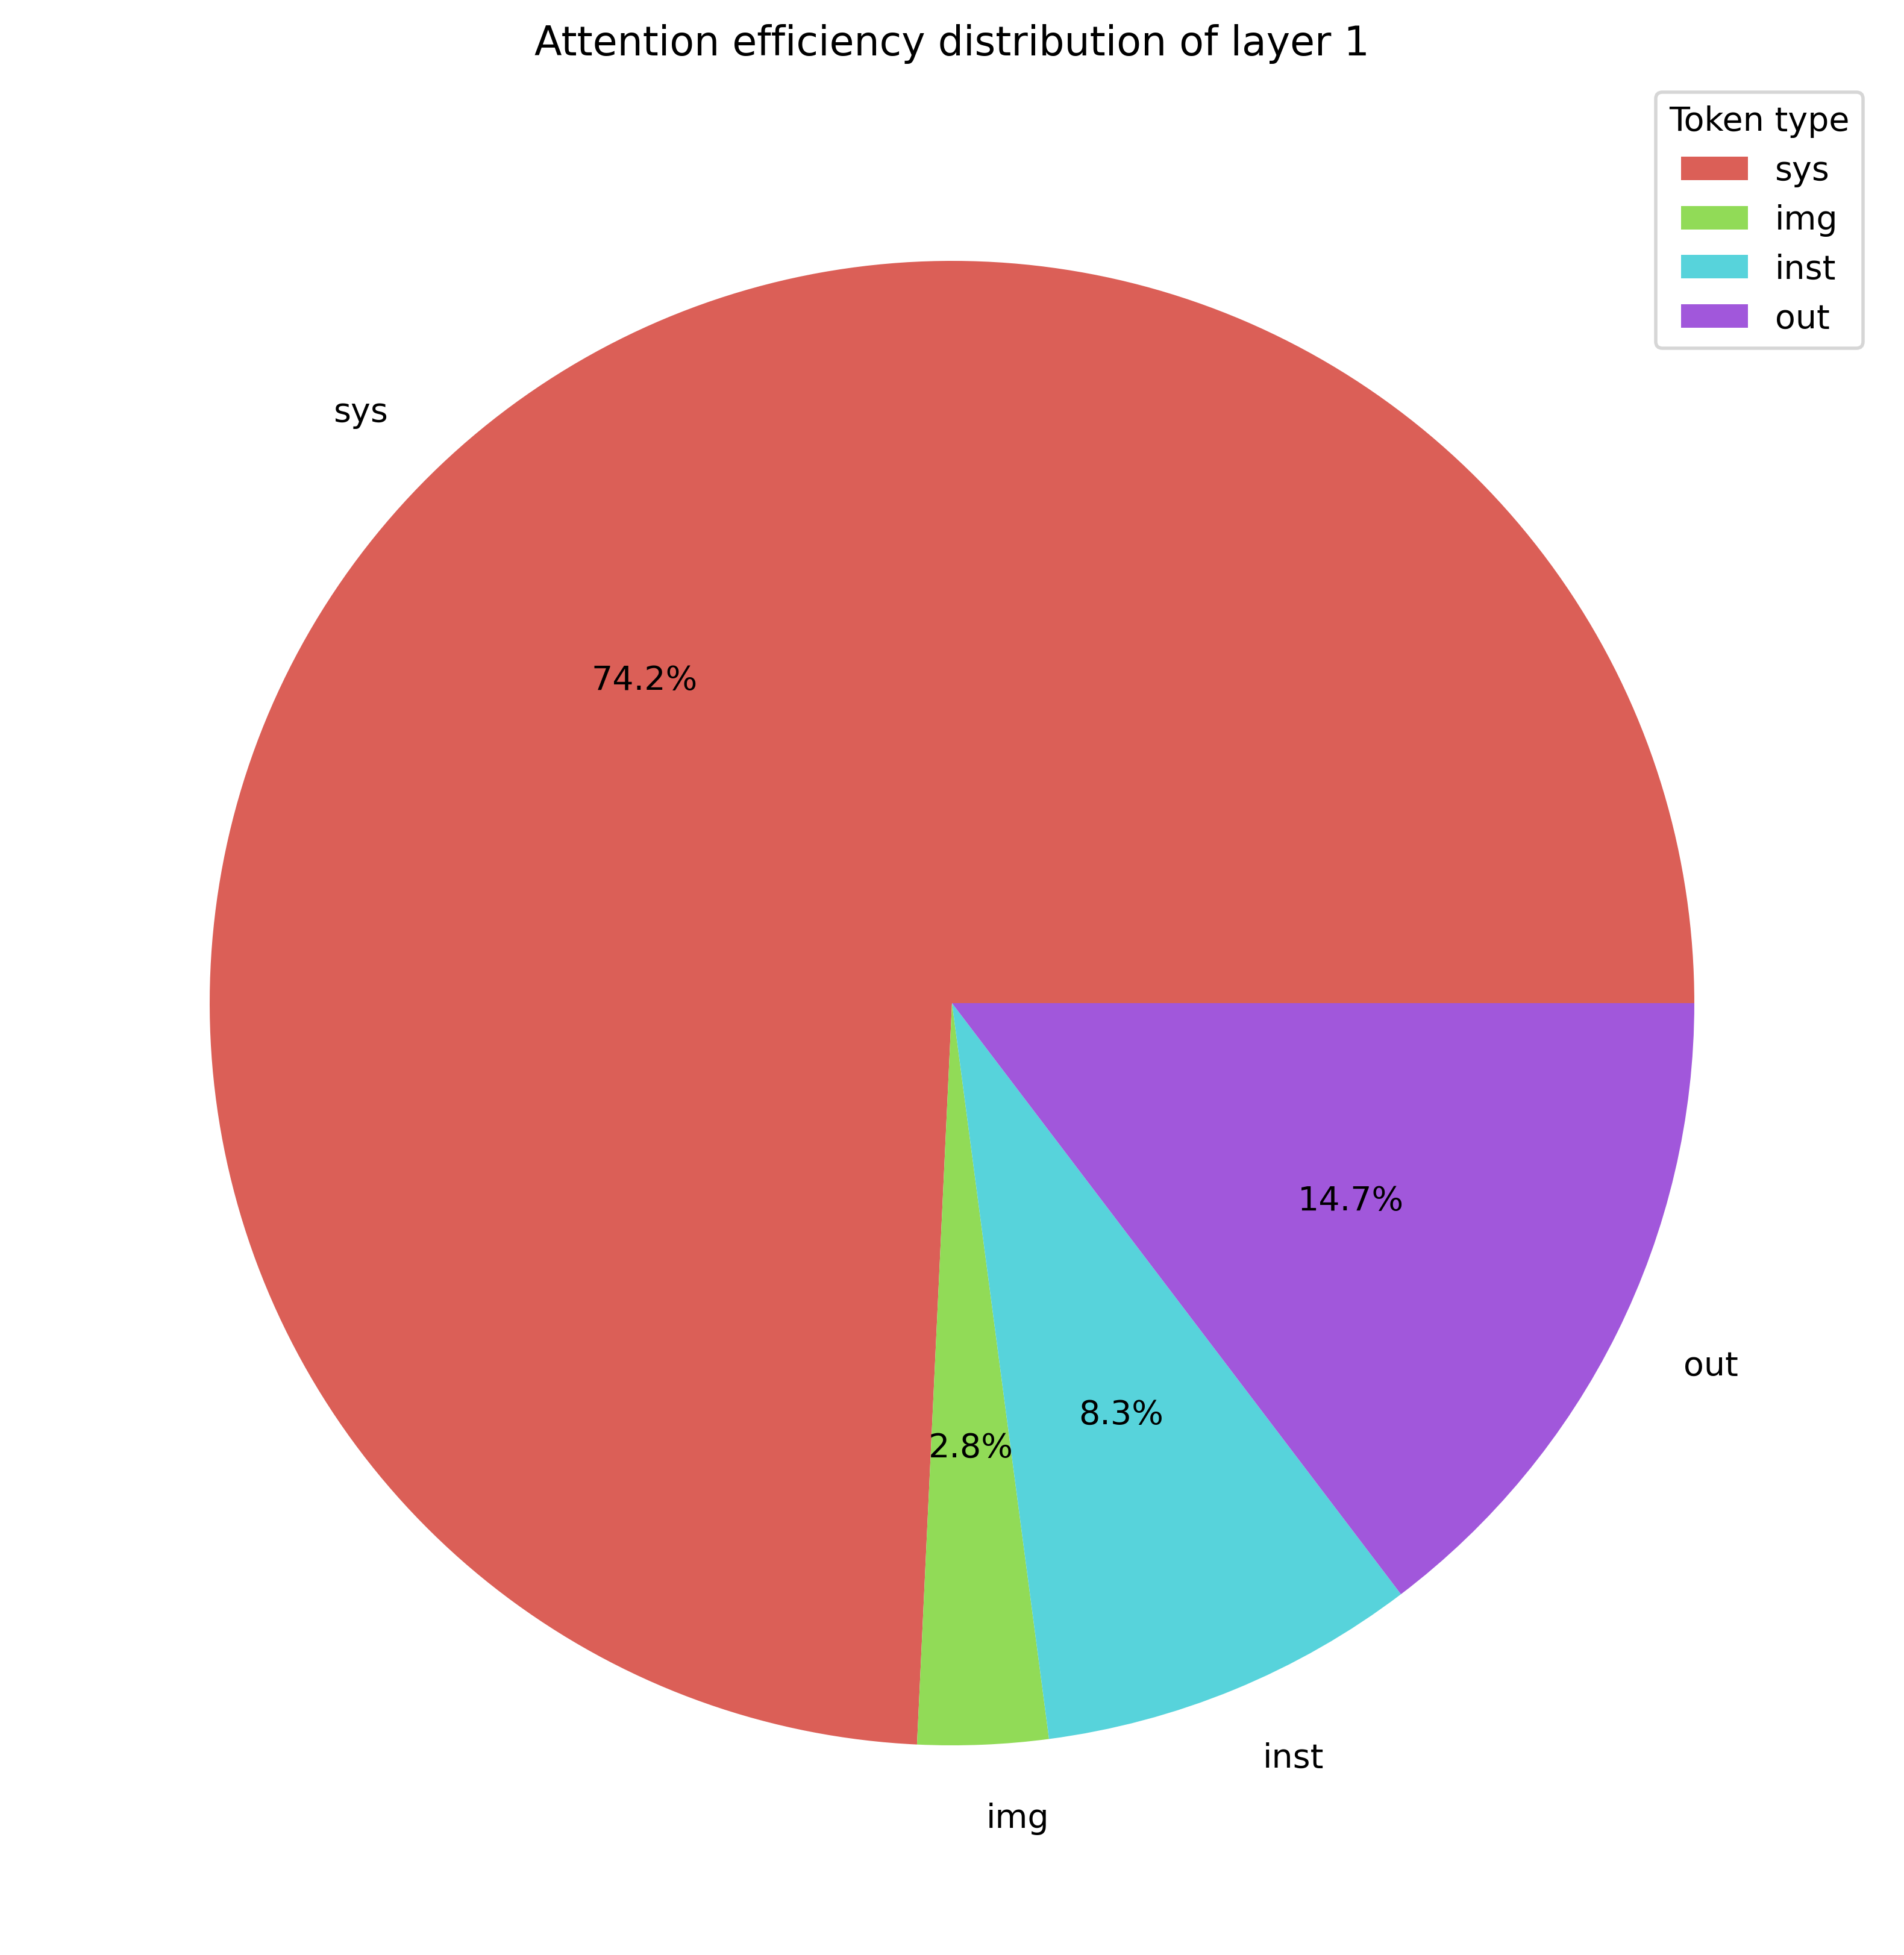 Attention efficiency distribution of layer 1
Token type
sys
img
inst
out
sys
74.2%
14.7%
out
8.3%
2.8%
inst
img